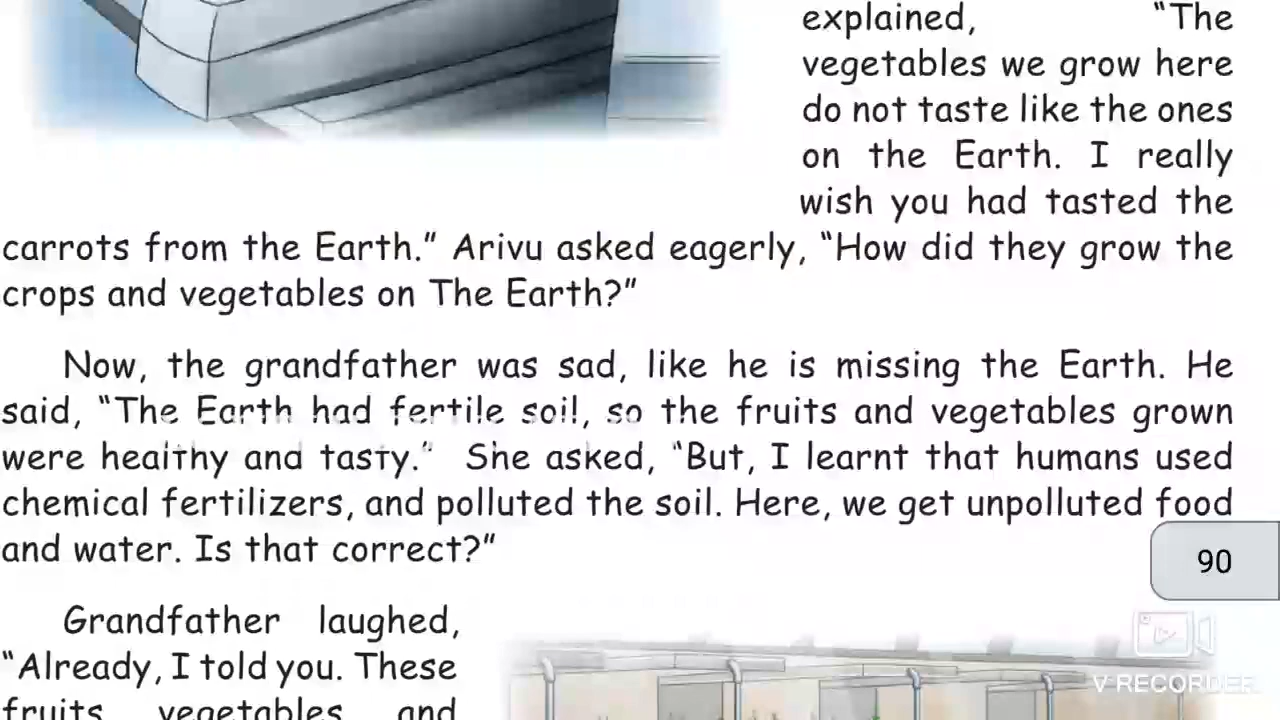 explained, "The
vegetables we grow here
do not taste like the ones
on the Earth. I really
wish you had tasted the
carrots from the Earth." Arivu asked eagerly, "How did they grow the
crops and vegetables on The Earth?"
Now, the grandfather was sad, like he is missing the Earth. He
said, "The Earth had fertile soil, so the fruits and vegetables grown
were healthy and tasty." She asked, "But, I learnt that humans used
chemical fertilizers, and polluted the soil. Here, we get unpolluted food
and water. Is that correct?"
90
Grandfather laughed,
"Already, I told you. These
fruits vegetables and
V RECORDER